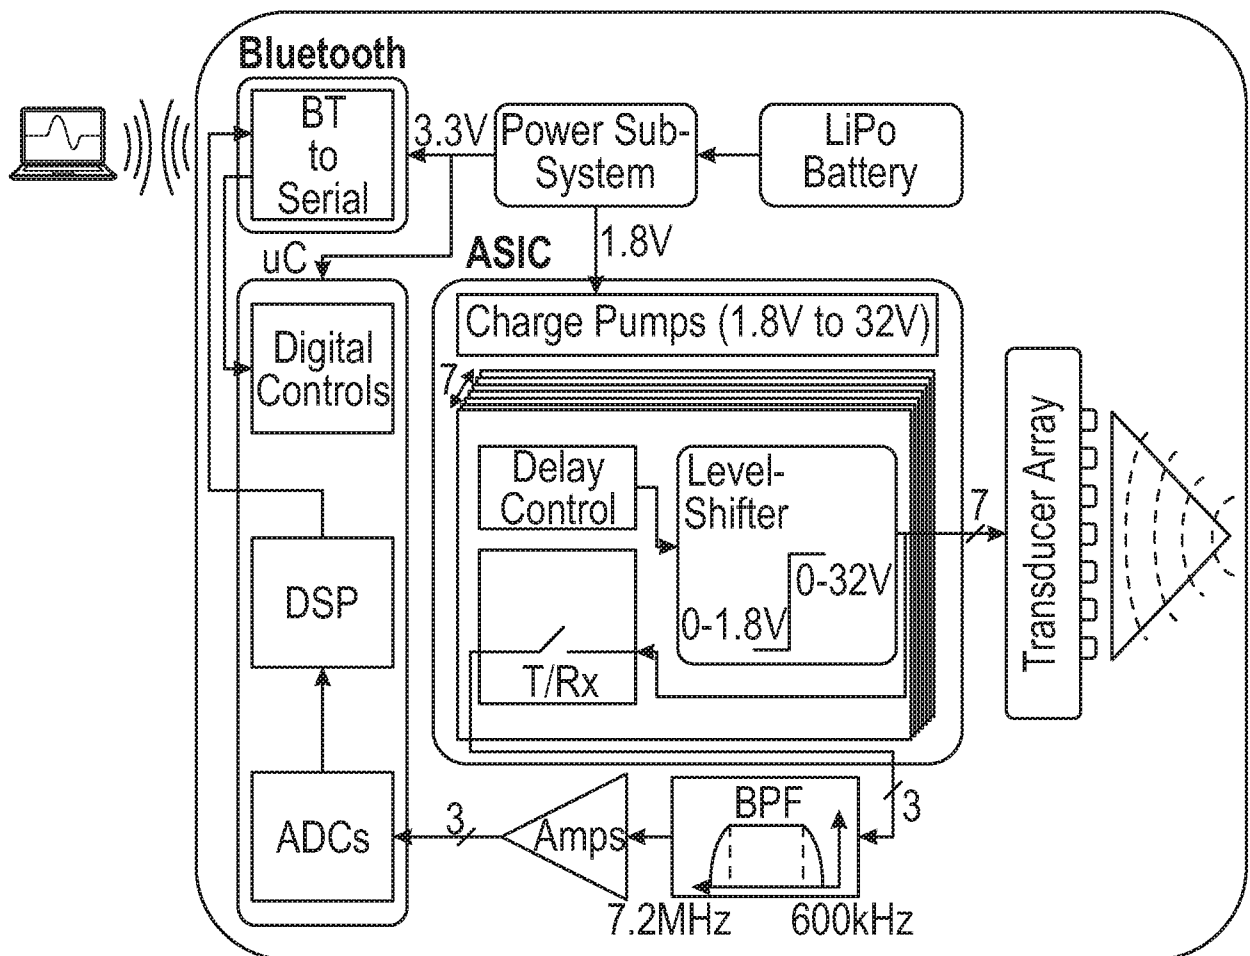 Bluetooth
BT
to
Serial
3.3V
Power Sub-
System
LiPo
Battery
uC
ASIC
1.8V
Charge Pumps (1.8V to 32V)
Digital
Controls
7
Delay
Control
Level-
Shifter
0-32V
0-1.8V
T/Rx
7
Transducer Array
DSP
ADCs
3
Amps
BPF
3
7.2MHz
600kHz